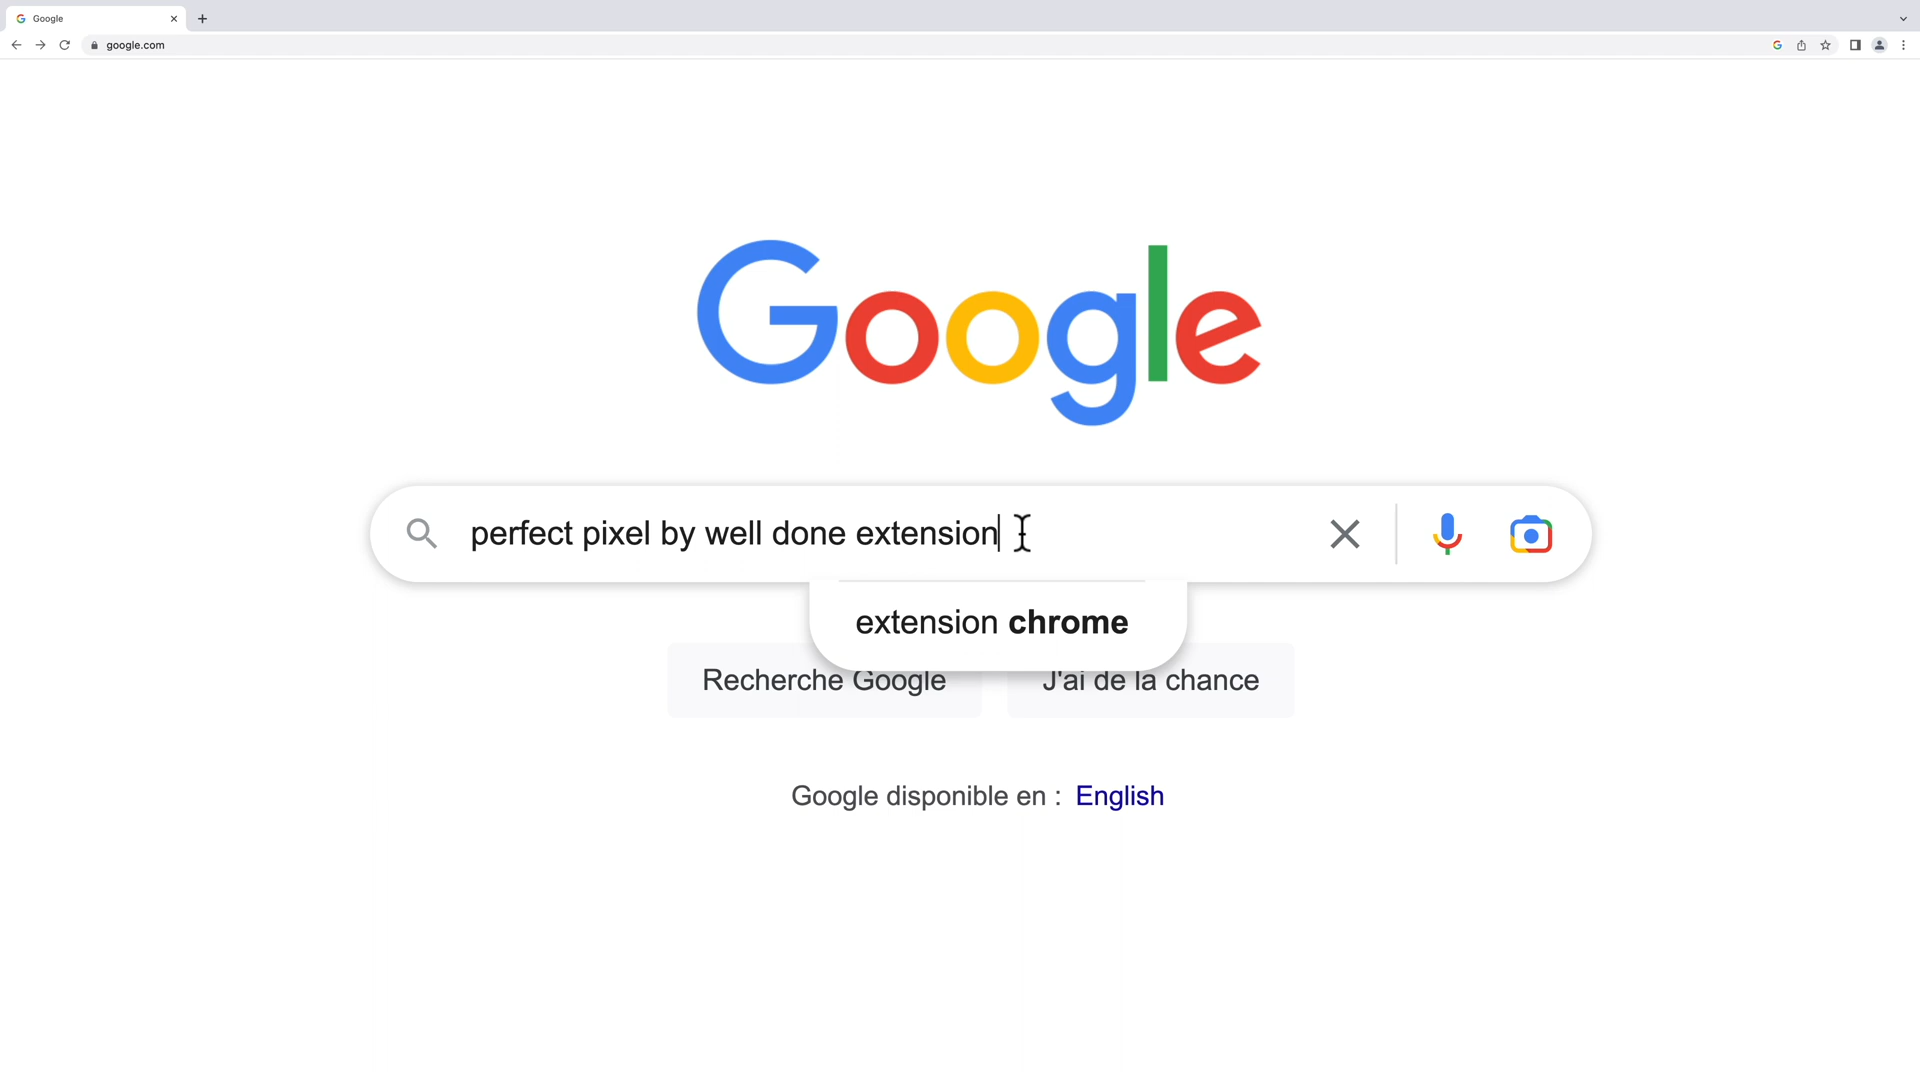 Google
google.com
Google
perfect pixel by well done extension
extension chrome
Recherche Google
J'ai de la chance
Google disponible en : English